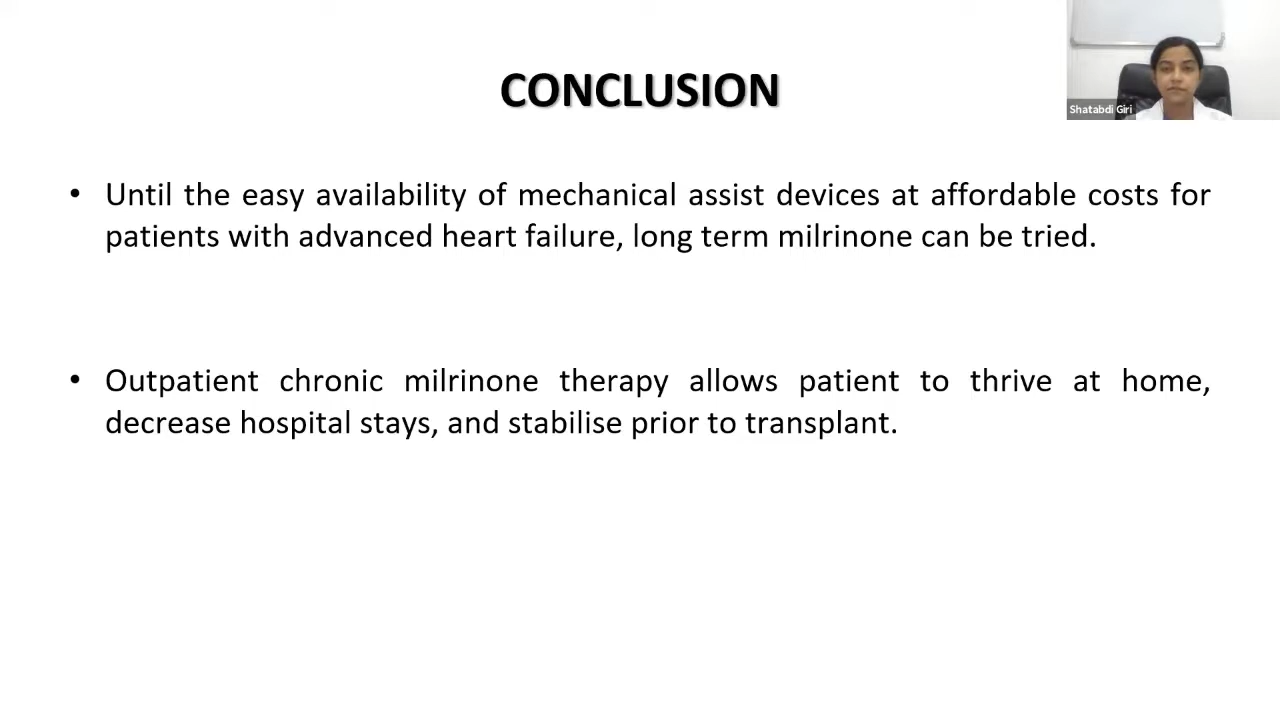 CONCLUSION
Shatabdi Giri
• Until the easy availability of mechanical assist devices at affordable costs for
patients with advanced heart failure, long term milrinone can be tried.
• Outpatient chronic milrinone therapy allows patient to thrive at home,
decrease hospital stays, and stabilise prior to transplant.